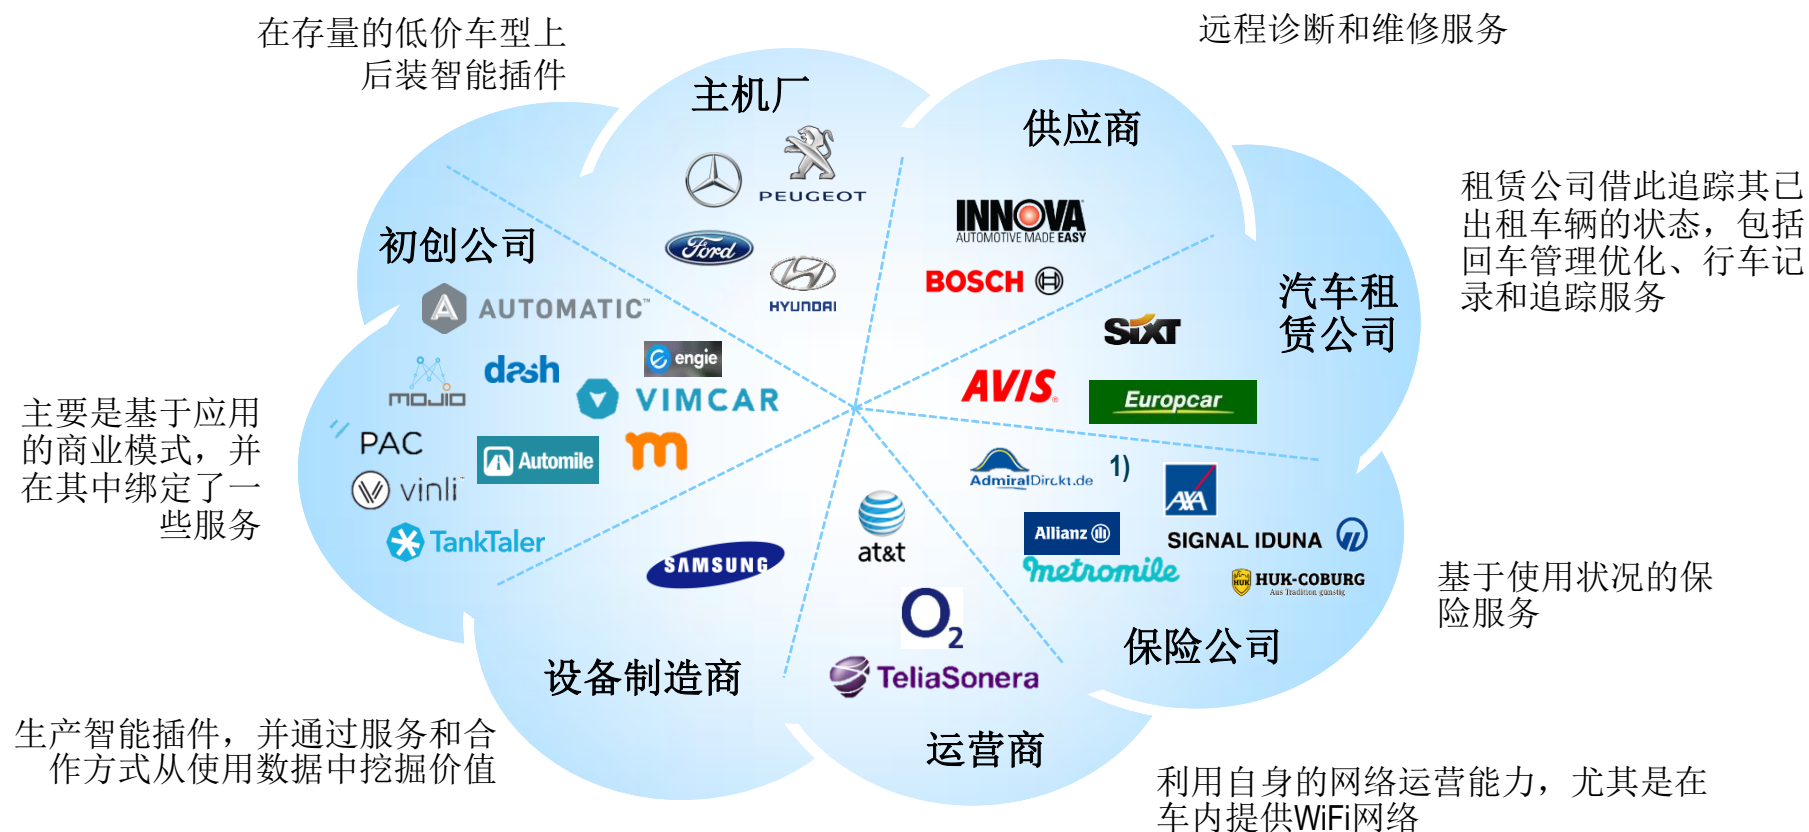 在存量的低价车型上
后装智能插件
远程诊断和维修服务
主机厂
供应商
PEUGEOT
租赁公司借此追踪其已
出租车辆的状态，包括
回车管理优化、行车记
录和追踪服务
INNOVA
AUTOMOTIVE MADE EASY
初创公司
Ford
HYUNDAI
BOSCH
汽车租
赁公司
AUTOMATIC™
SIXT
engie
dash
MOJIO
VIMCAR
AVIS®
Europcar
主要是基于应用
的商业模式，并
在其中绑定了一
些服务
PAC
Automile
m
vinli
AdmiralDirekt.de
1)
AXA
TankTaler
at&t
Allianz
SIGNAL IDUNA
SAMSUNG
metromile
HUK
HUK-COBURG
Aus Tradition günstig
基于使用状况的保
险服务
O2
保险公司
设备制造商
TeliaSonera
运营商
生产智能插件，并通过服务和合
作方式从使用数据中挖掘价值
利用自身的网络运营能力，尤其是在
车内提供WiFi网络